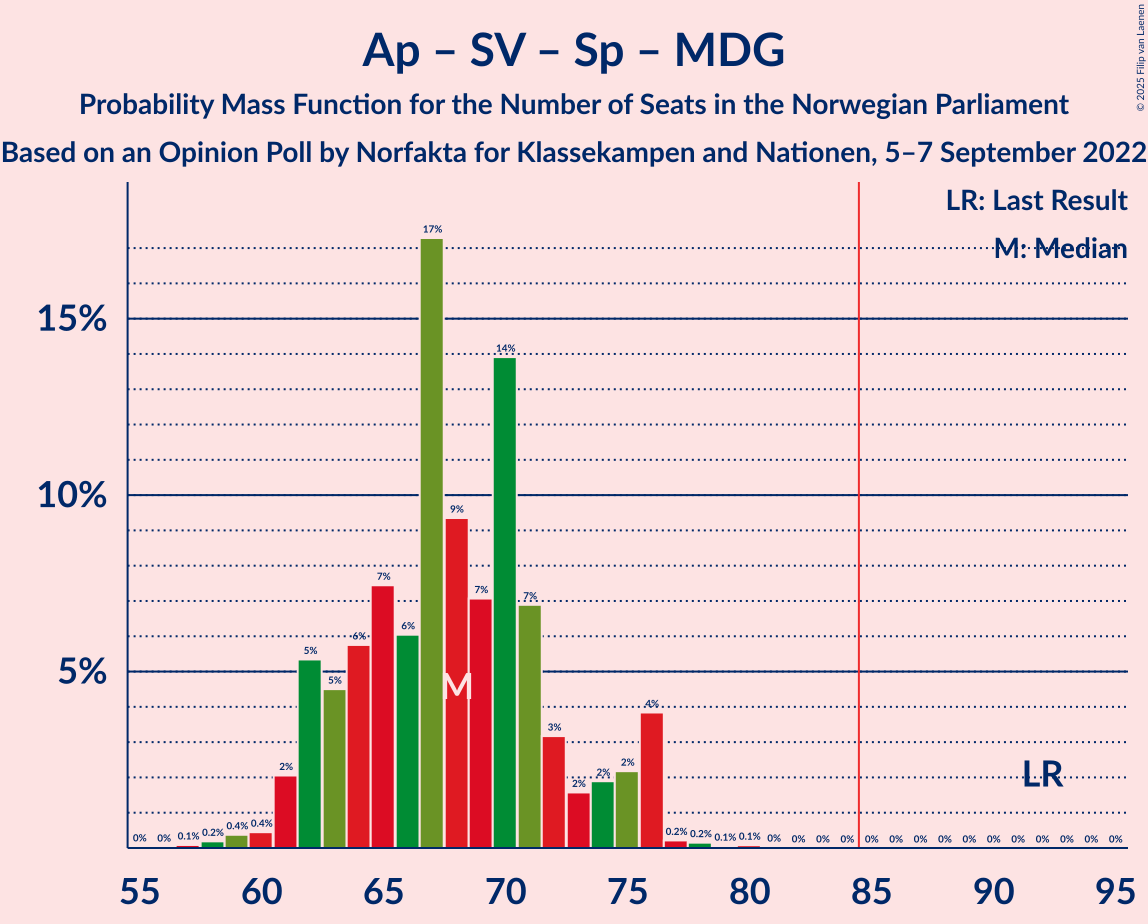 Ap – SV – Sp – MDG
Probability Mass Function for the Number of Seats in the Norwegian Parliament
Based on an Opinion Poll by Norfakta for Klassekampen and Nationen, 5–7 September 2022
© 2025 Filip van Laenen
LR: Last Result
M: Median
15%
10%
5%
0% 0% 0.1% 0.2% 0.4% 0.4% 2% 5% 5% 6% 7% 6% 17% 9% 7% 14% 7% 3% 2% 2% 2% 4% 0.2% 0.2% 0.1% 0.1% 0% 0% 0% 0% 0% 0% 0% 0% 0% 0% 0% 0% 0% 0% 0%
M
LR
55 60 65 70 75 80 85 90 95